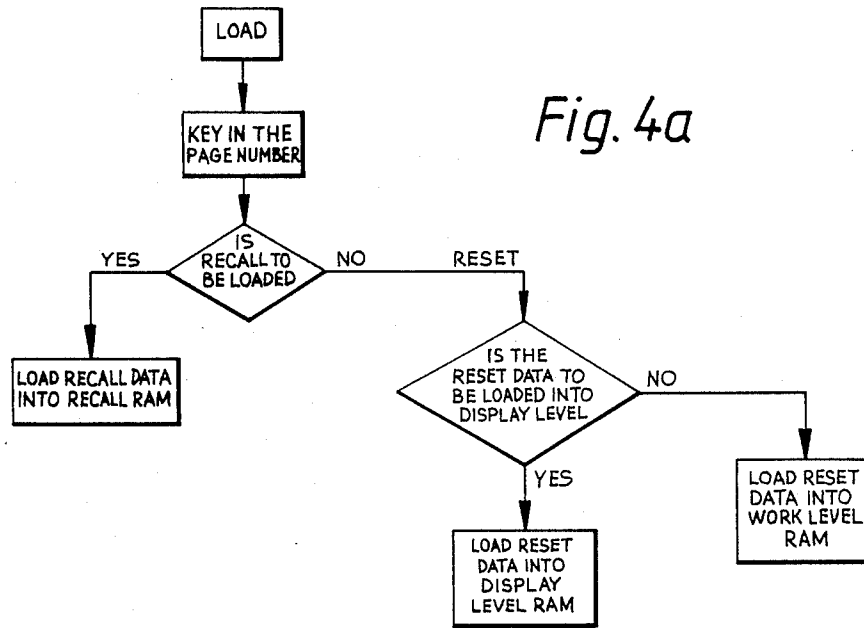 LOAD
Fig. 4a
KEY IN THE
PAGE NUMBER
IS
RECALL TO
BE LOADED
YES
NO
RESET
LOAD RECALL DATA
INTO RECALL RAM
IS THE
RESET DATA TO
BE LOADED INTO
DISPLAY LEVEL
NO
YES
LOAD RESET
DATA INTO
DISPLAY
LEVEL RAM
LOAD RESET
DATA INTO
WORK LEVEL
RAM